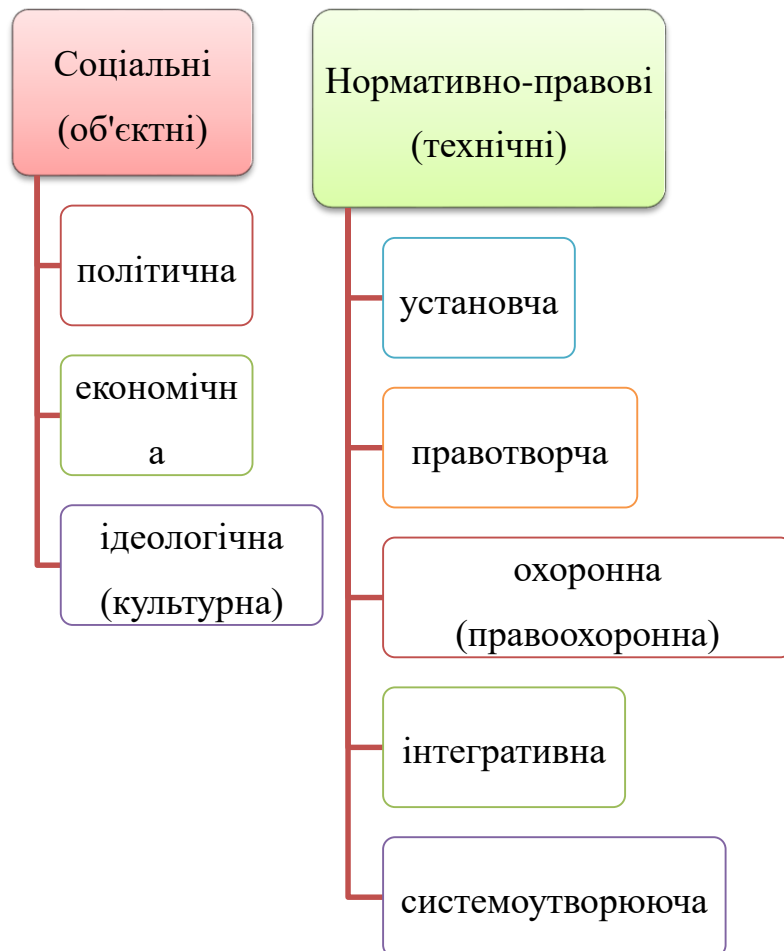 Соціальні
(об'єктні)
політична
економічн
а
ідеологічна
(культурна)
Нормативно-правові
(технічні)
установча
правотворча
охоронна
(правоохоронна)
інтегративна
системоутворююча